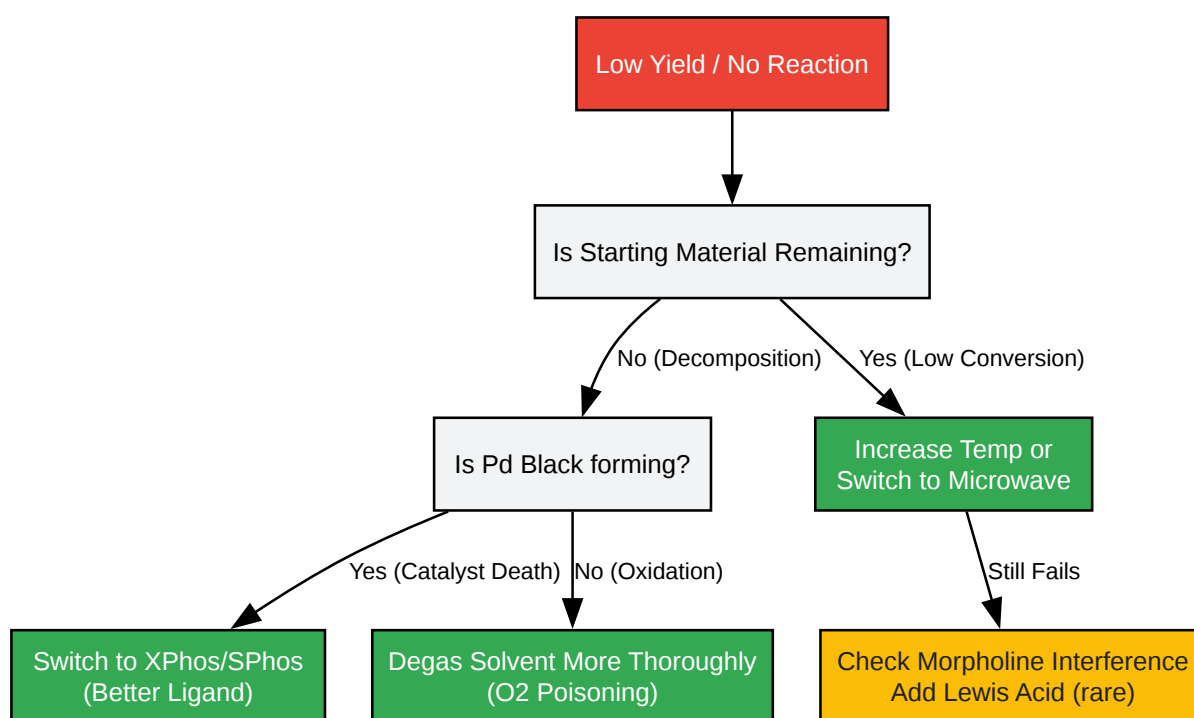 Low Yield / No Reaction
Is Starting Material Remaining?
No (Decomposition)
Yes (Low Conversion)
Is Pd Black forming?
Increase Temp or
Switch to Microwave
Yes (Catalyst Death)
No (Oxidation)
Still Fails
Switch to XPhos/SPhos
(Better Ligand)
Degas Solvent More Thoroughly
(O2 Poisoning)
Check Morpholine Interference
Add Lewis Acid (rare)